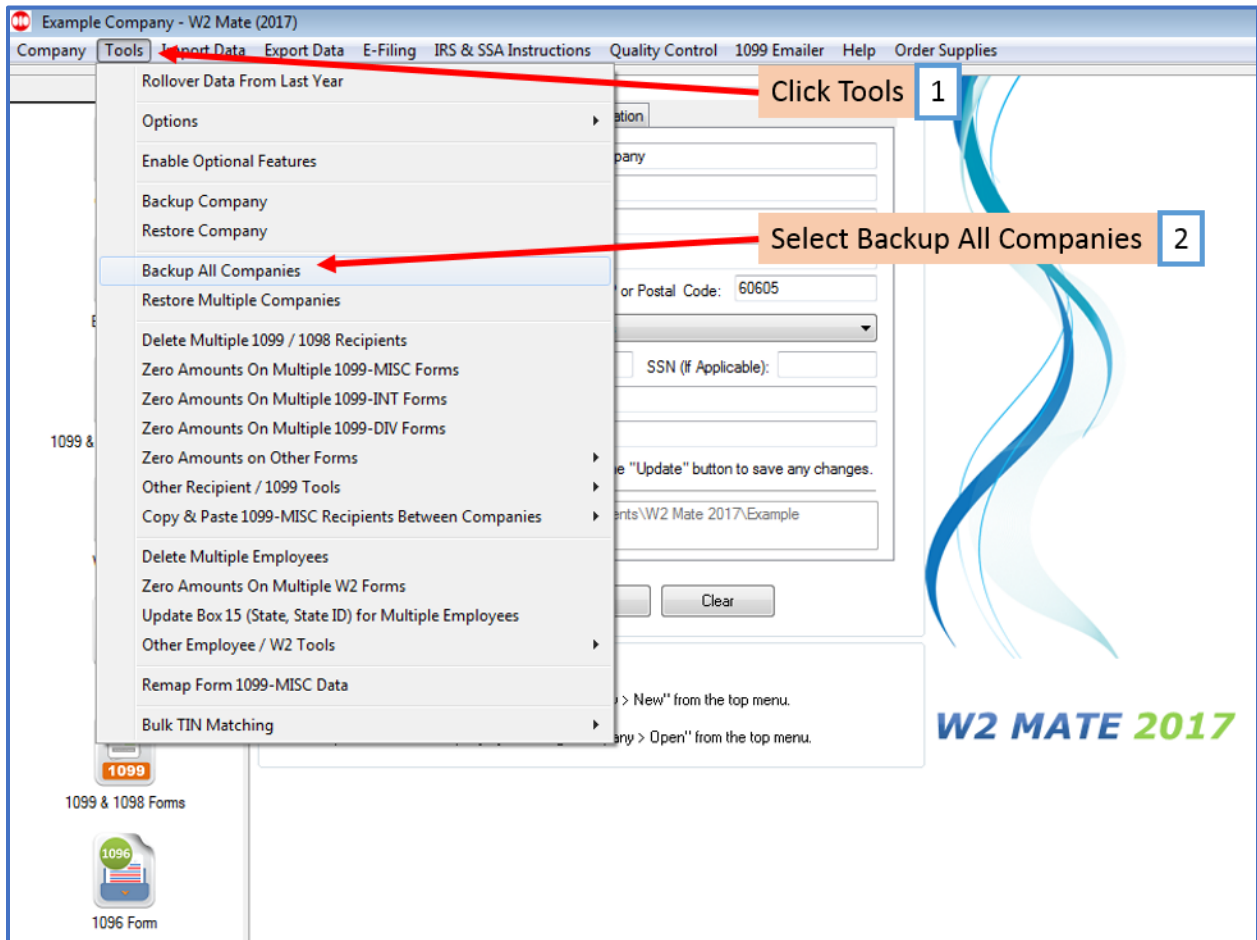 Example Company - W2 Mate (2017)
Company Tools Import Data Export Data E-Filing IRS & SSA Instructions Quality Control 1099 Emailer Help Order Supplies
Click Tools 1
Rollover Data From Last Year
Options
ation
Enable Optional Features
pany
Backup Company
Restore Company
Select Backup All Companies 2
Backup All Companies
Restore Multiple Companies
or Postal Code: 60605
Delete Multiple 1099 / 1098 Recipients
Zero Amounts On Multiple 1099-MISC Forms
SSN (If Applicable):
Zero Amounts On Multiple 1099-INT Forms
Zero Amounts On Multiple 1099-DIV Forms
1099 &
Zero Amounts on Other Forms
e "Update" button to save any changes.
Other Recipient / 1099 Tools
Copy & Paste 1099-MISC Recipients Between Companies
ents\W2 Mate 2017\Example
Delete Multiple Employees
Zero Amounts On Multiple W2 Forms
Clear
Update Box 15 (State, State ID) for Multiple Employees
Other Employee / W2 Tools
Remap Form 1099-MISC Data
> New" from the top menu.
Bulk TIN Matching
any > Open" from the top menu.
W2 MATE 2017
1099
1099 & 1098 Forms
1096
1096 Form